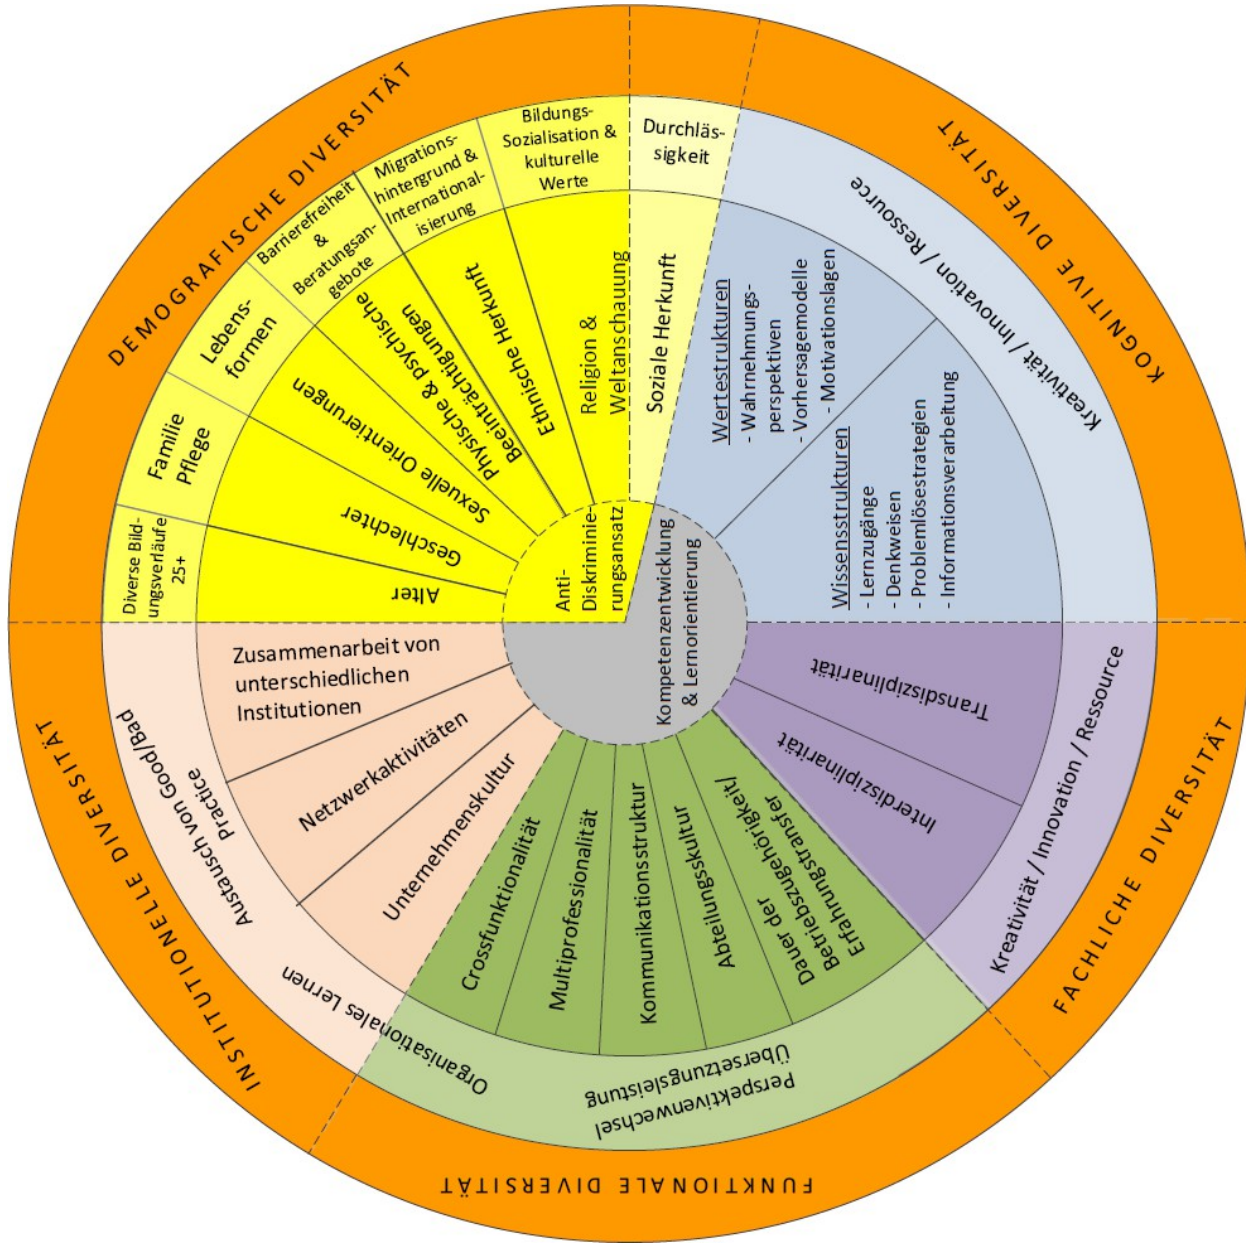 DEMOGRAFISCHE DIVERSITÄT
Diverse Bild-
ungsverläufe
25+
Familie
Pflege
Lebens-
formen
Barrierefreiheit
&
Beratungsan-
gebote
Migrations-
hintergrund &
International-
isierung
Bildungs-
Sozialisation &
kulturelle
Werte
Durchläs-
sigkeit
Alter
Geschlechter
Sexuelle Orientierungen
Physische & psychische
Beeinträchtigungen
Ethnische Herkunft
Religion &
Weltanschauung
Soziale Herkunft
Anti-
Diskriminie-
rungsansatz
KOGNITIVE DIVERSITÄT
Kreativität / Innovation / Ressource
Wertestrukturen
- Wahrnehmungs-
perspektiven
- Vorhersagemodelle
- Motivationslagen
Wissensstrukturen
- Lernzugänge
- Denkweisen
- Problemlösestrategien
- Informationsverarbeitung
Kompetenzentwicklung
& Lernorientierung
FACHLICHE DIVERSITÄT
Kreativität / Innovation / Ressource
Transdisziplinarität
Interdisziplinarität
FUNKTIONALE DIVERSITÄT
Perspektivenwechsel
Übersetzungsleistung
Dauer der
Betriebszugehörigkeit/
Erfahrungstransfer
Abteilungsskultur
Kommunikationsstruktur
Multiprofessionalität
Crossfunktionalität
Organisationales Lernen
INSTITUTIONELLE DIVERSITÄT
Austausch von Good/Bad
Practice
Unternehmenskultur
Netzwerkaktivitäten
Zusammenarbeit von
unterschiedlichen
Institutionen